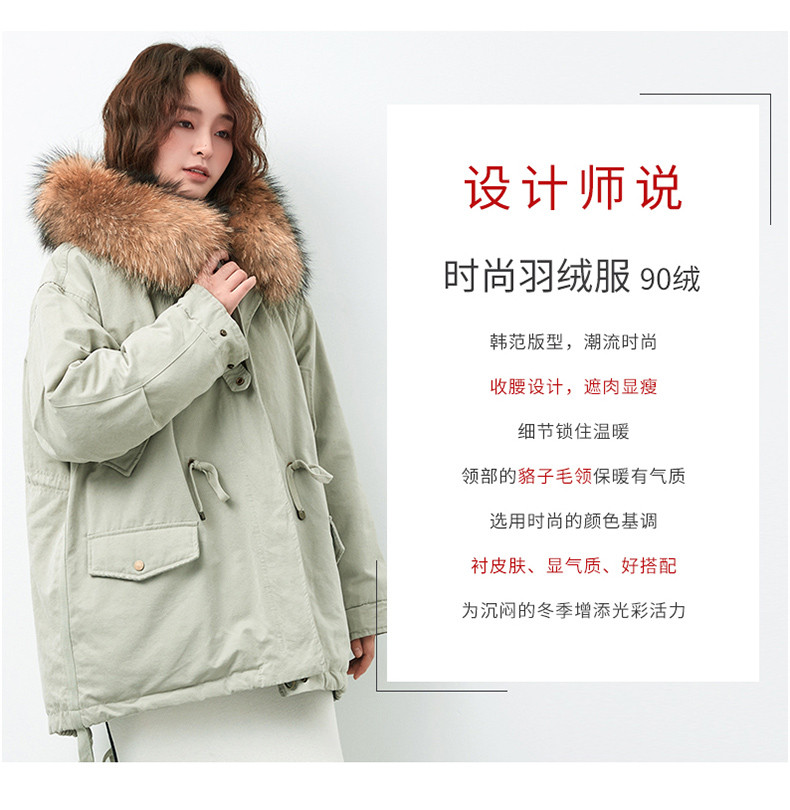 设计师说
时尚羽绒服 90绒
韩范版型，潮流时尚
收腰设计，遮肉显瘦
细节锁住温暖
领部的貉子毛领保暖有气质
选用时尚的颜色基调
衬皮肤、显气质、好搭配
为沉闷的冬季增添光彩活力